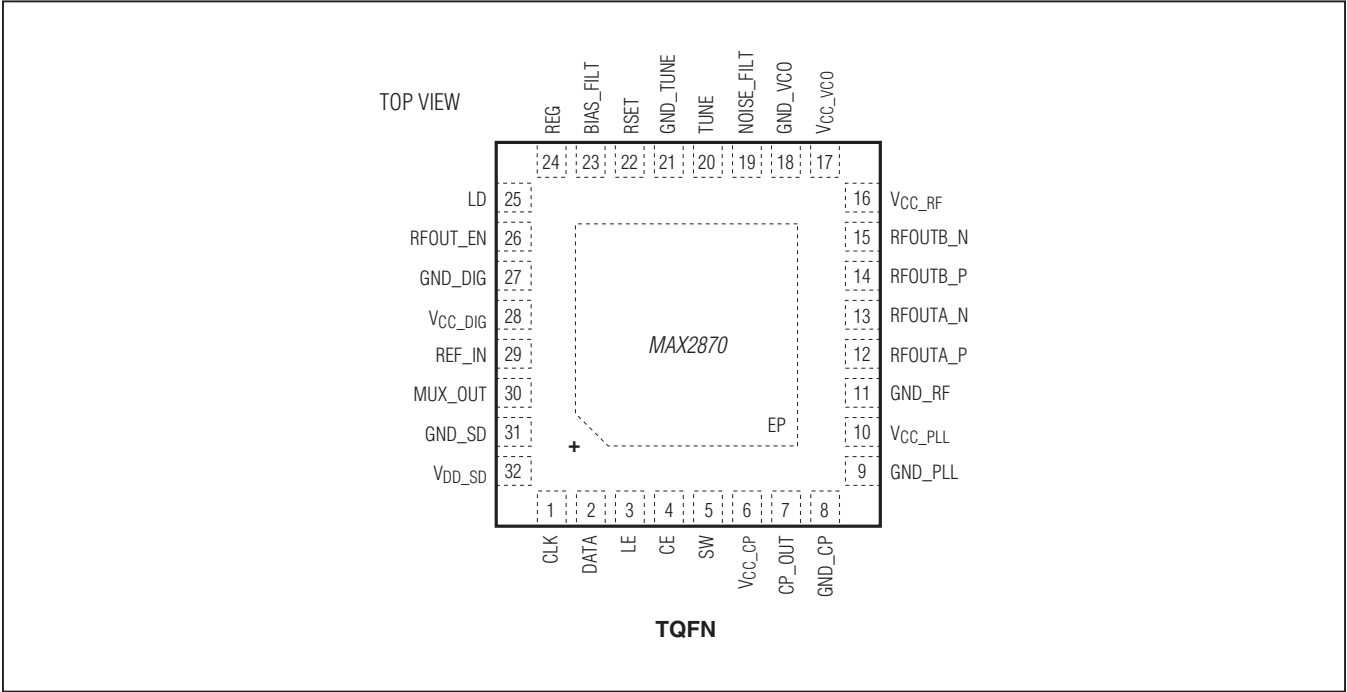 TOP VIEW
REG
BIAS_FILT
RSET
GND_TUNE
TUNE
NOISE_FILT
GND_VCO
VCC_VCO
24 23 22 21 20 19 18 17
LD 25
RFOUT_EN 26
GND_DIG 27
VCC_DIG 28
REF_IN 29
MUX_OUT 30
GND_SD 31
VDD_SD 32
MAX2870
EP
+
16 VCC_RF
15 RFOUTB_N
14 RFOUTB_P
13 RFOUTA_N
12 RFOUTA_P
11 GND_RF
10 VCC_PLL
9 GND_PLL
1 2 3 4 5 6 7 8
CLK
DATA
LE
CE
SW
VCC_CP
CP_OUT
GND_CP
TQFN